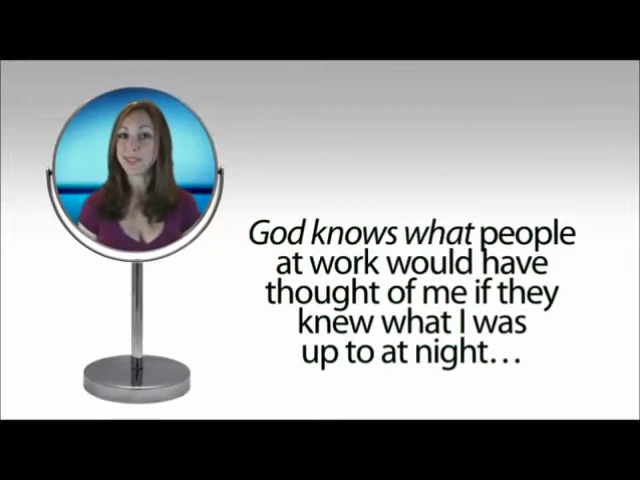 God knows what people
at work would have
thought of me if they
knew what I was
up to at night…